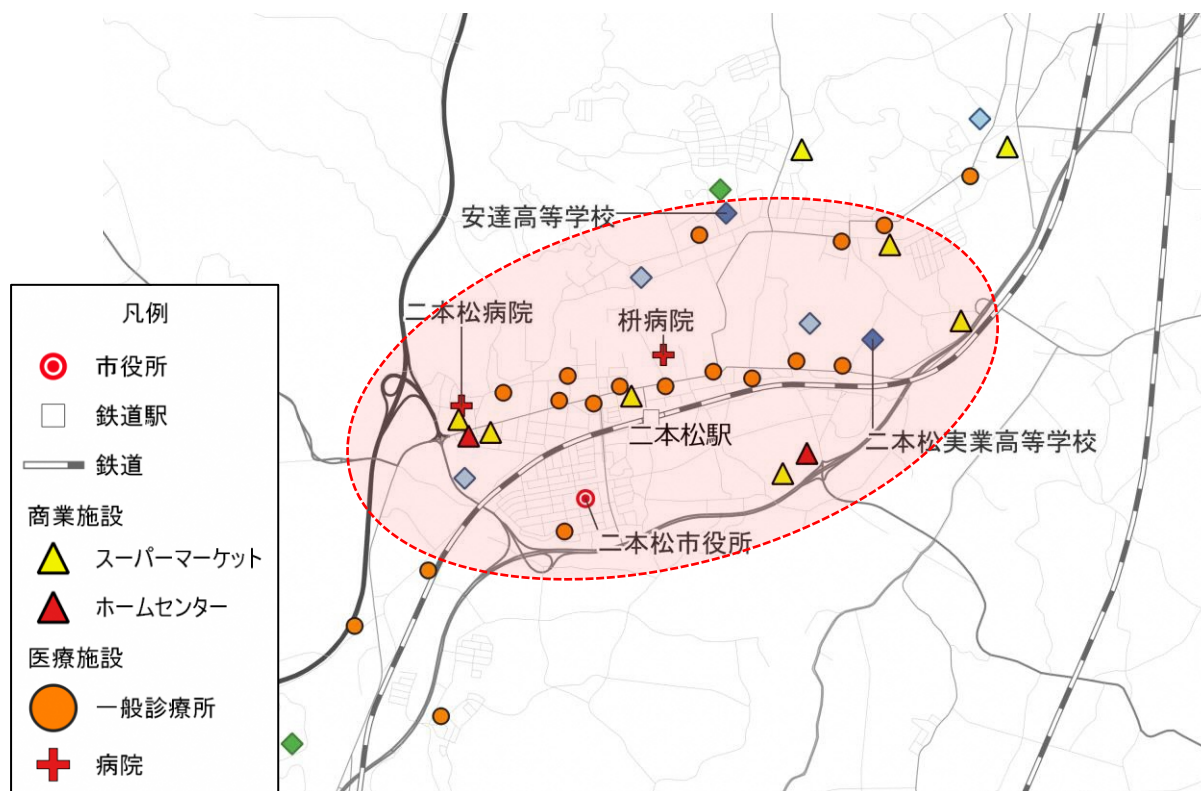 安達高等学校
二本松病院
枡病院
二本松駅
二本松実業高等学校
二本松市役所
凡例
市役所
鉄道駅
鉄道
商業施設
スーパーマーケット
ホームセンター
医療施設
一般診療所
病院